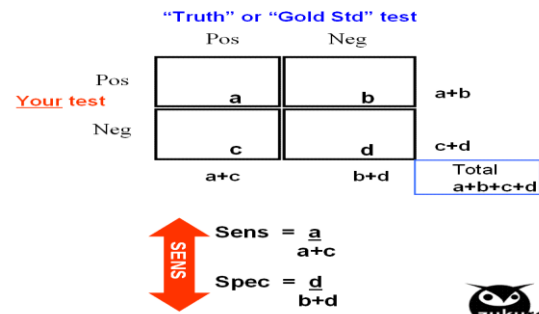 “Truth” or “Gold Std” test
Pos Neg
Pos
Your test
a b a+b
Neg
c d c+d
a+c b+d Total
a+b+c+d
SENS
Sens = a
a+c
Spec = d
b+d